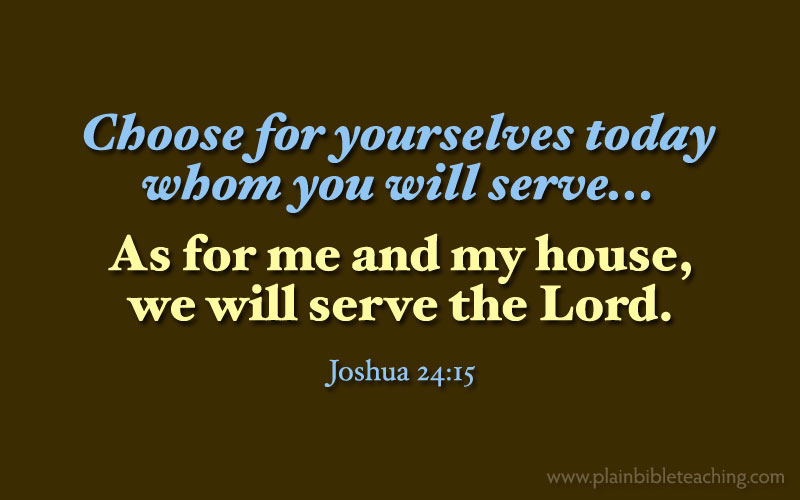 Choose for yourselves today
whom you will serve...
As for me and my house,
we will serve the Lord.
Joshua 24:15
www.plainbibleteaching.com